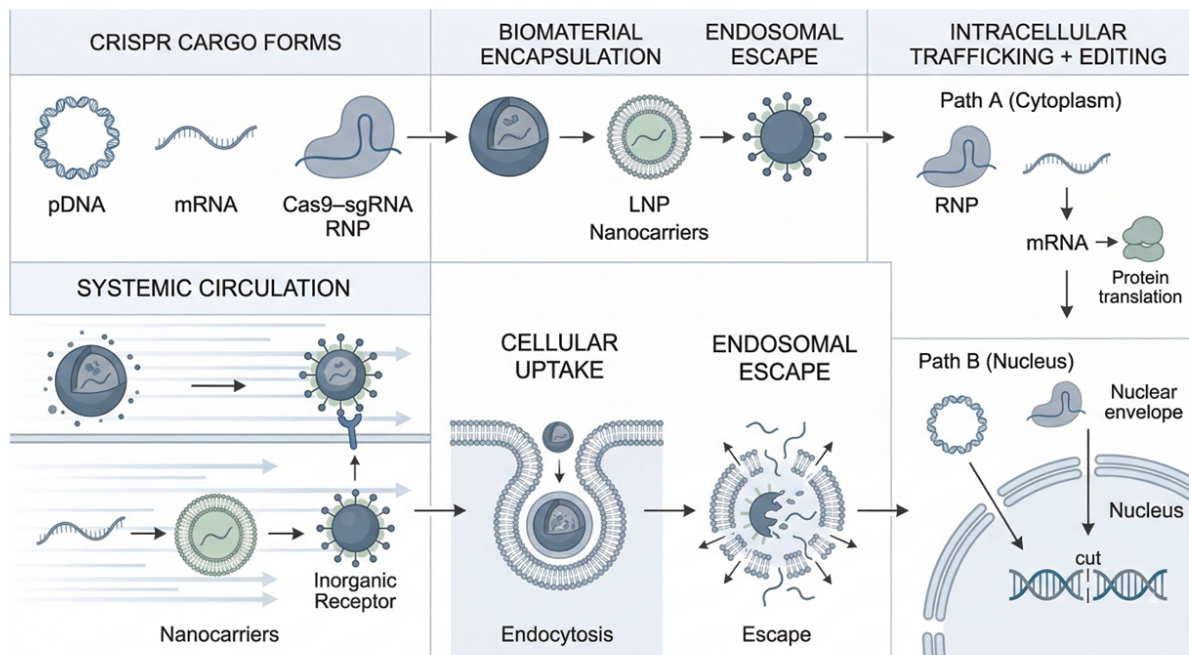 CRISPR CARGO FORMS
BIOMATERIAL
ENCAPSULATION
ENDOSOMAL
ESCAPE
INTRACELLULAR
TRAFFICKING + EDITING
pDNA
mRNA
Cas9–sgRNA
RNP
LNP
Nanocarriers
Path A (Cytoplasm)
RNP
mRNA
Protein
translation
SYSTEMIC CIRCULATION
Inorganic
Receptor
Nanocarriers
CELLULAR
UPTAKE
Endocytosis
ENDOSOMAL
ESCAPE
Escape
Path B (Nucleus)
Nuclear
envelope
Nucleus
cut